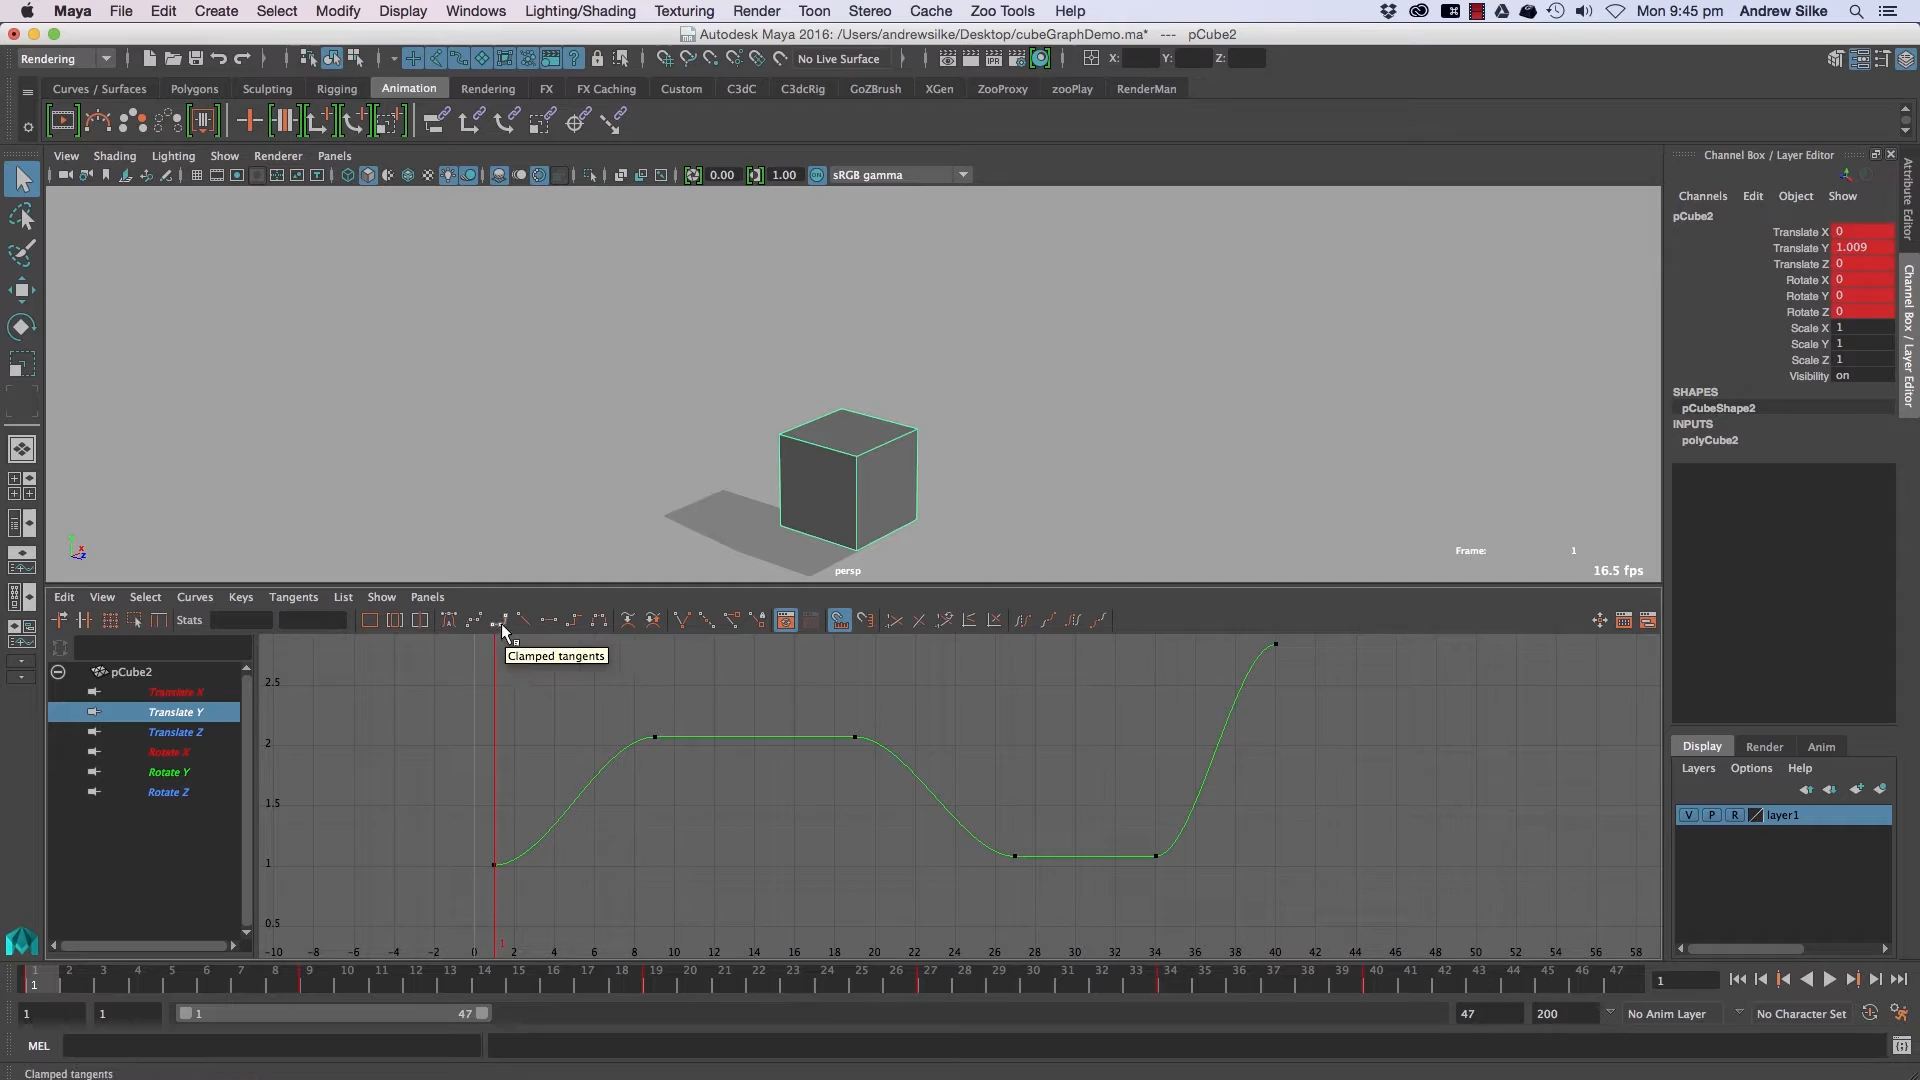 Maya File Edit Create Select Modify Display Windows Lighting/Shading Texturing Render Toon Stereo Cache Zoo Tools Help Mon 9:45 pm Andrew Silke
Autodesk Maya 2016: /Users/andrewsilke/Desktop/cubeGraphDemo.ma* --- pCube2
Rendering No Live Surface X: Y: Z:
Curves / Surfaces Polygons Sculpting Rigging Animation Rendering FX FX Caching Custom C3dC C3dcRig GoZBrush XGen ZooProxy zooPlay RenderMan
View Shading Lighting Show Renderer Panels
0.00 1.00 sRGB gamma
Channel Box / Layer Editor
Channels Edit Object Show
pCube2
Translate X 0
Translate Y 1.009
Translate Z 0
Rotate X 0
Rotate Y 0
Rotate Z 0
Scale X 1
Scale Y 1
Scale Z 1
Visibility on
SHAPES
pCubeShape2
INPUTS
polyCube2
Attribute Editor
Channel Box / Layer Editor
Frame: 1
persp
16.5 fps
Edit View Select Curves Keys Tangents List Show Panels
Stats
Clamped tangents
pCube2
Translate X
Translate Y
Translate Z
Rotate X
Rotate Y
Rotate Z
2.5
2
1.5
1
0.5
1
-10 -8 -6 -4 -2 0 2 4 6 8 10 12 14 16 18 20 22 24 26 28 30 32 34 36 38 40 42 44 46 48 50 52 54 56 58
Display Render Anim
Layers Options Help
V P R layer1
1 2 3 4 5 6 7 8 9 10 11 12 13 14 15 16 17 18 19 20 21 22 23 24 25 26 27 28 29 30 31 32 33 34 35 36 37 38 39 40 41 42 43 44 45 46 47
1
1
1 1 1 47 47 200 No Anim Layer No Character Set
MEL
Clamped tangents